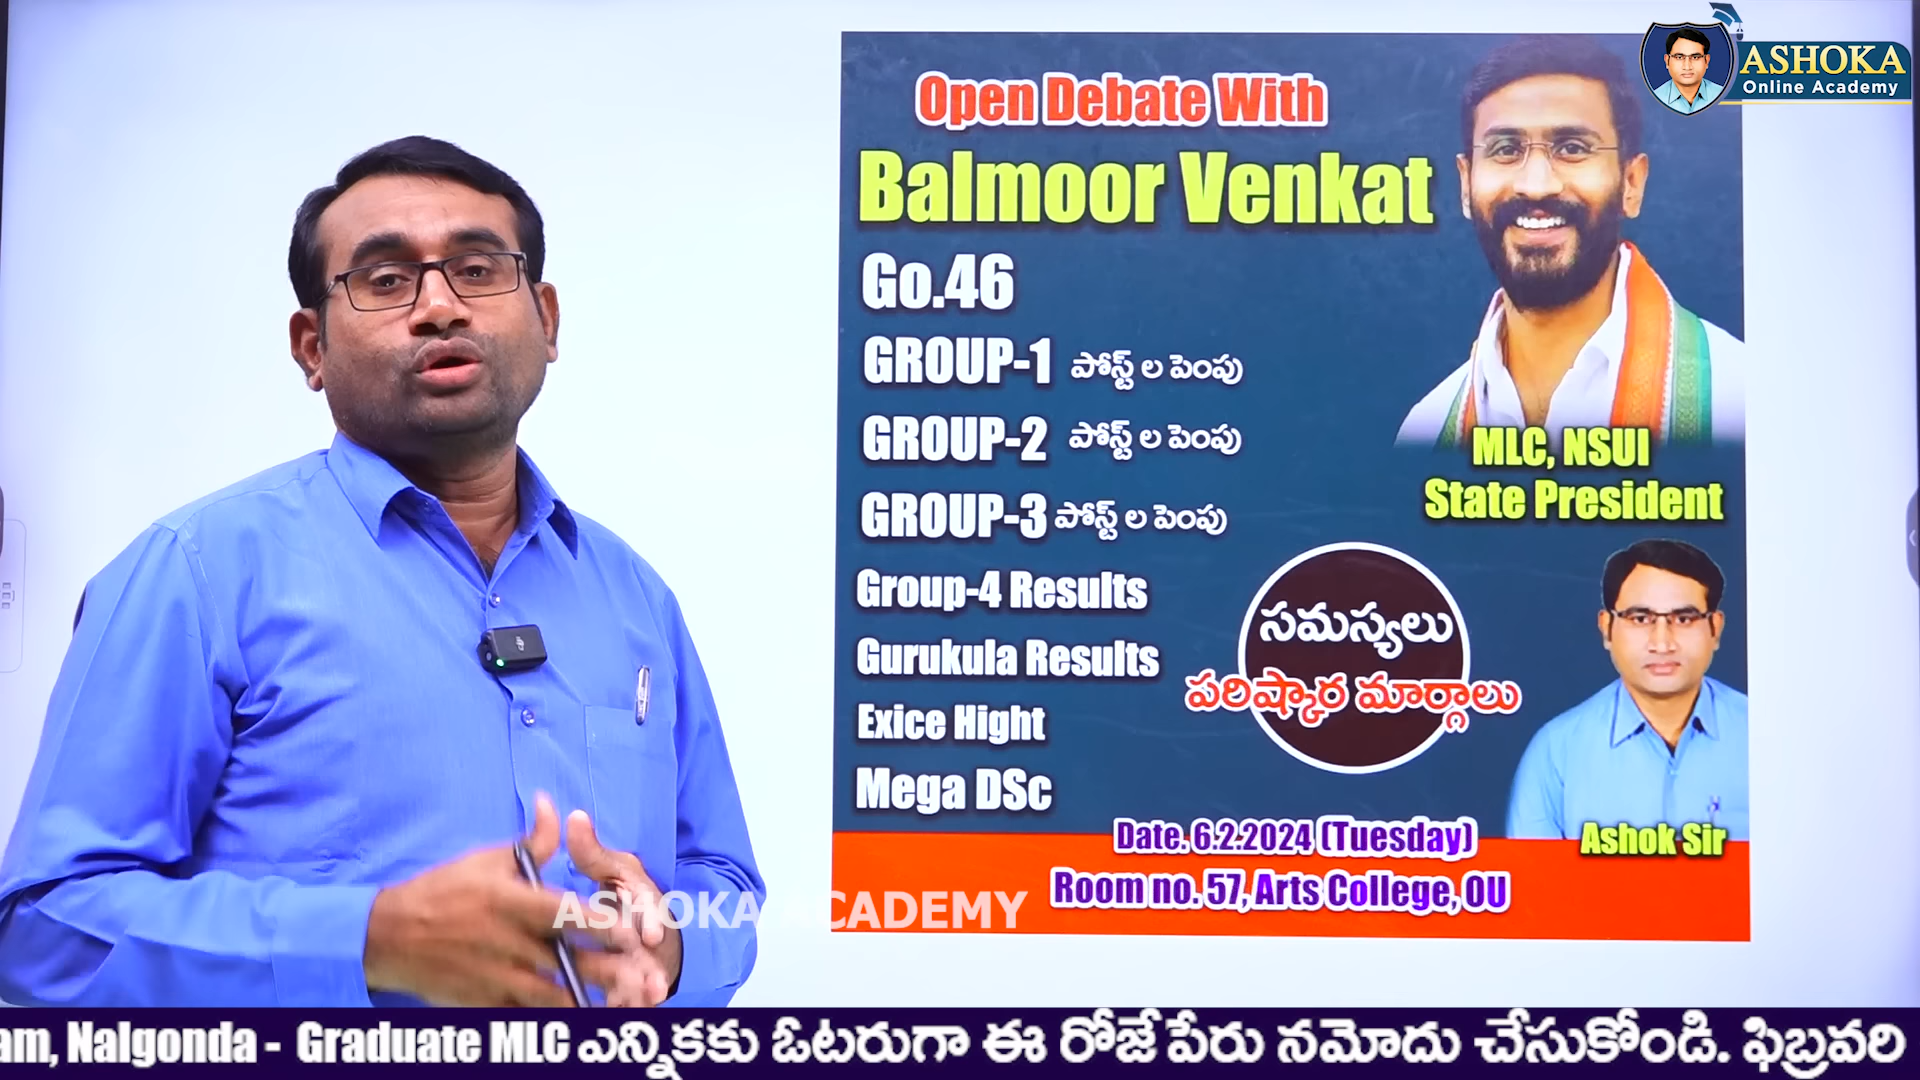 ASHOKA
Online Academy
Open Debate With
Balmoor Venkat
Go.46
GROUP-1 పోస్ట్ ల పెంపు
GROUP-2 పోస్ట్ ల పెంపు
GROUP-3 పోస్ట్ ల పెంపు
Group-4 Results
Gurukula Results
Exice Hight
Mega DSc
MLC, NSUI
State President
సమస్యలు
పరిష్కార మార్గాలు
Ashok Sir
Date. 6.2.2024 (Tuesday)
Room no. 57, Arts College, OU
ASHOKA ACADEMY
am, Nalgonda - Graduate MLC ఎన్నికకు ఓటరుగా ఈ రోజే పేరు నమోదు చేసుకోండి. ఫిబ్రవరి